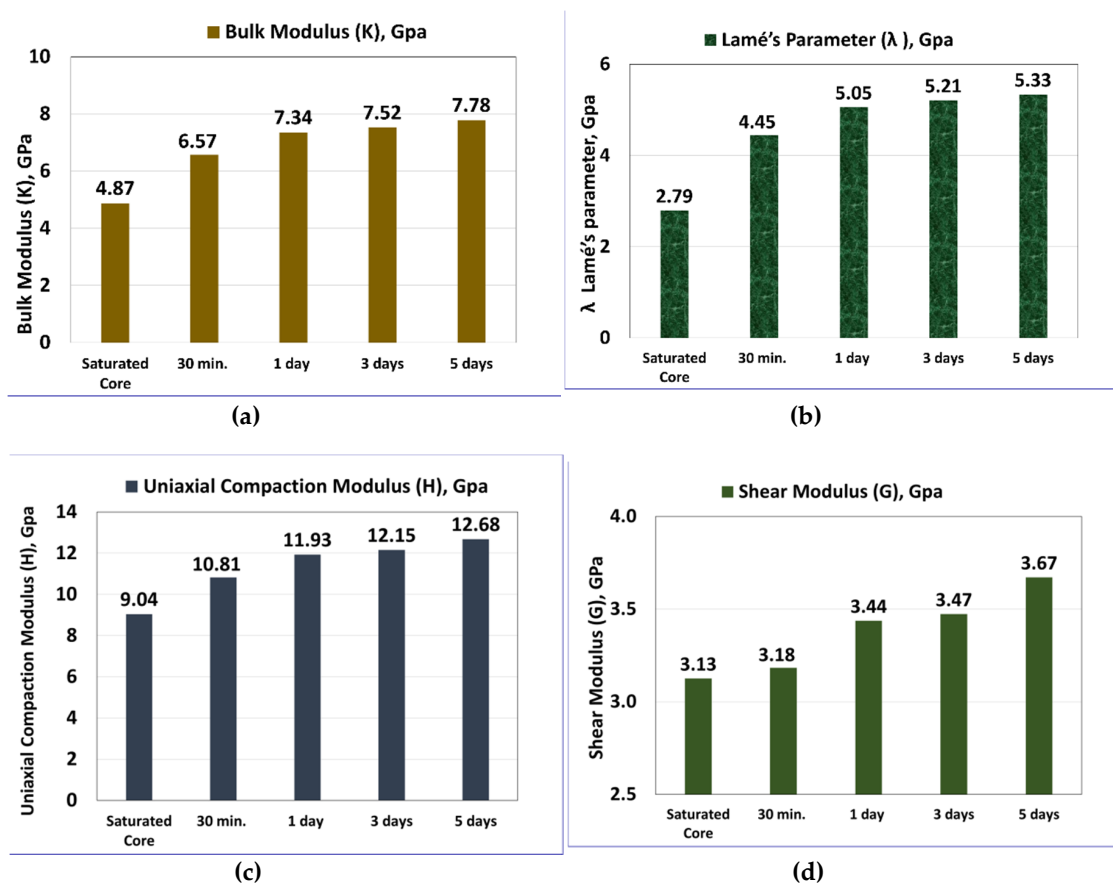 Bulk Modulus (K), Gpa
Bulk Modulus (K), GPa
10
8
6
4
2
0
4.87
6.57
7.34
7.52
7.78
Saturated Core
30 min.
1 day
3 days
5 days
(a)
Lamé's Parameter (λ ), Gpa
λ Lamé's parameter, Gpa
6
4
2
0
2.79
4.45
5.05
5.21
5.33
Saturated Core
30 min.
1 day
3 days
5 days
(b)
Uniaxial Compaction Modulus (H), Gpa
Uniaxial Compaction Modulus (H), Gpa
14
12
10
8
6
4
2
0
9.04
10.81
11.93
12.15
12.68
Saturated Core
30 min.
1 day
3 days
5 days
(c)
Shear Modulus (G), Gpa
Shear Modulus (G), GPa
4.0
3.5
3.0
2.5
3.13
3.18
3.44
3.47
3.67
Saturated Core
30 min.
1 day
3 days
5 days
(d)